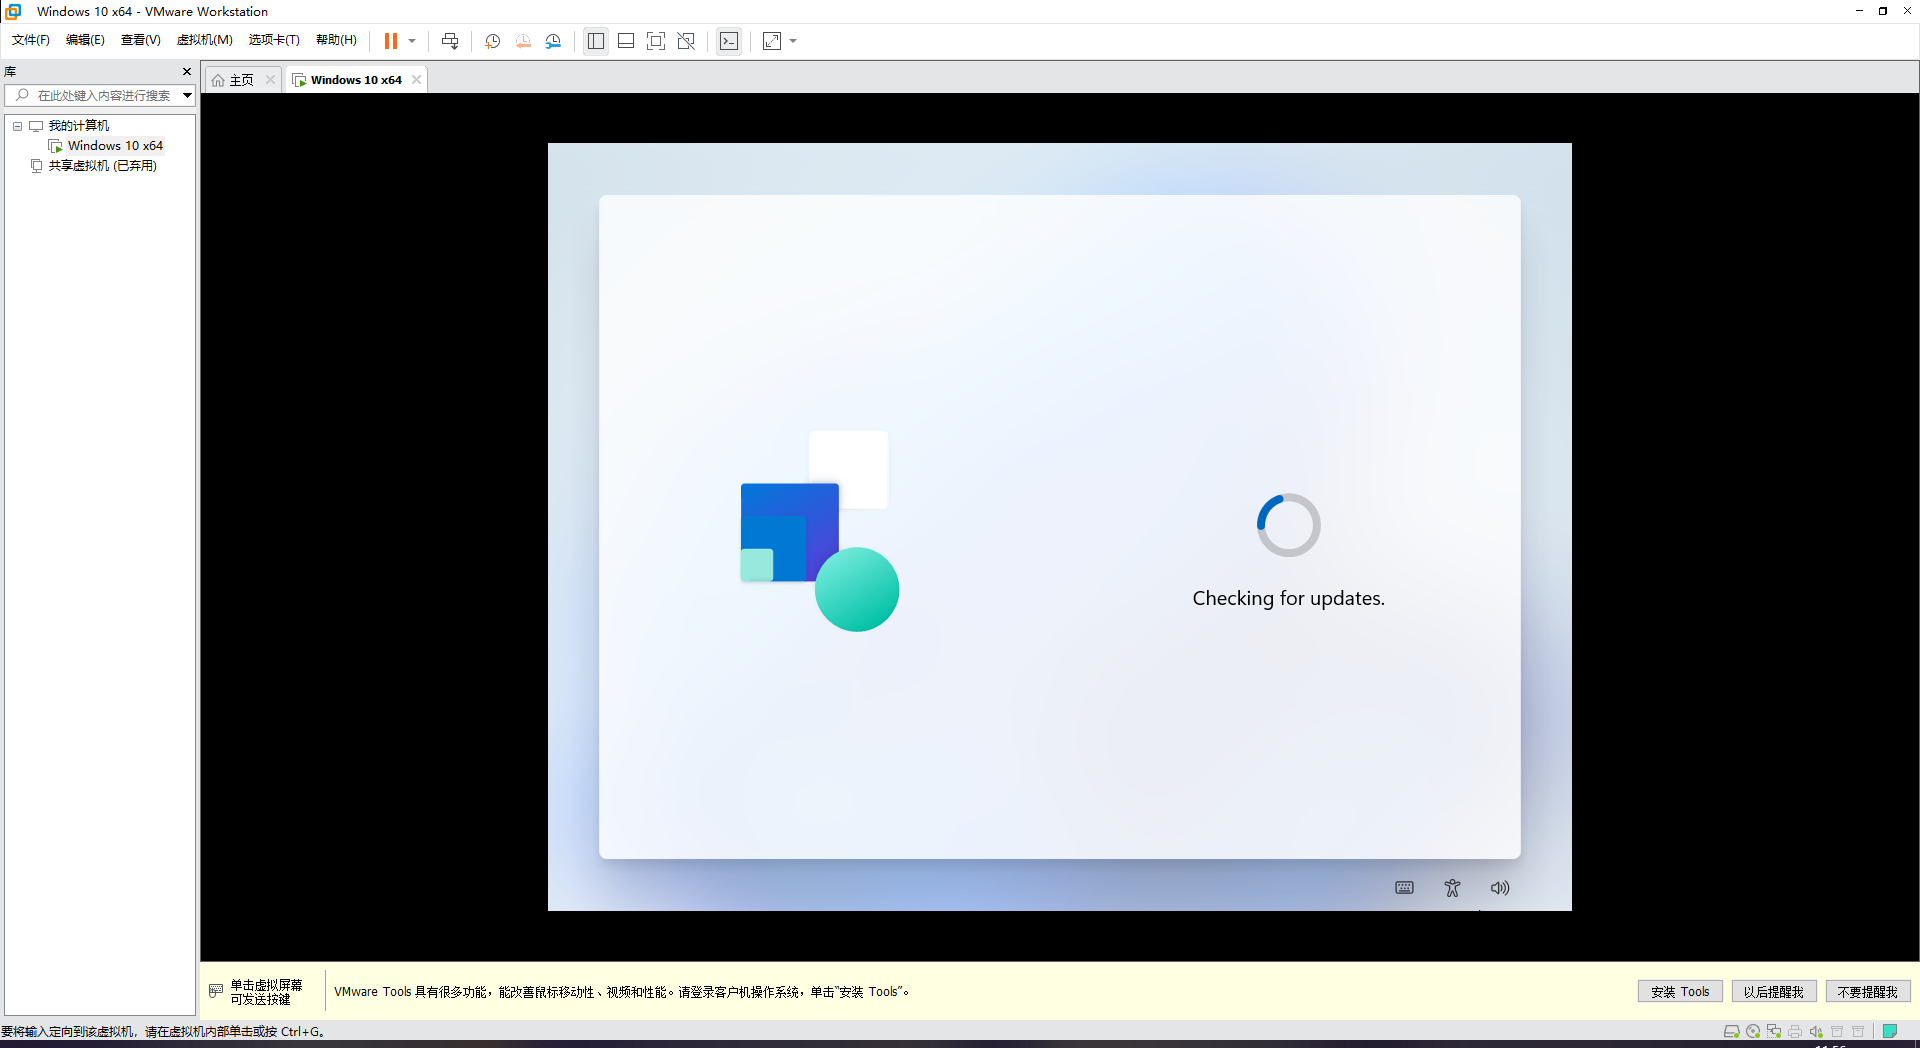 Windows 10 x64 - VMware Workstation
文件(F) 编辑(E) 查看(V) 虚拟机(M) 选项卡(T) 帮助(H)
库
主页
Windows 10 x64
在此处键入内容进行搜索
我的计算机
Windows 10 x64
共享虚拟机 (已弃用)
Checking for updates.
单击虚拟屏幕
可发送按键
VMware Tools 具有很多功能，能改善鼠标移动性、视频和性能。请登录客户机操作系统，单击“安装 Tools”。
安装 Tools
以后提醒我
不要提醒我
要将输入定向到该虚拟机，请在虚拟机内部单击或按 Ctrl+G。